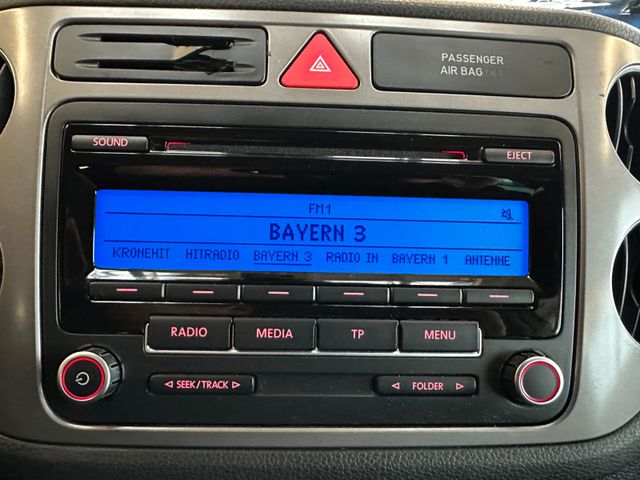 PASSENGER
AIR BAG
SOUND
EJECT
FM1
BAYERN 3
KRONEHIT HITRADIO BAYERN 3 RADIO IN BAYERN 1 ANTENNE
RADIO MEDIA TP MENU
SEEK/TRACK FOLDER